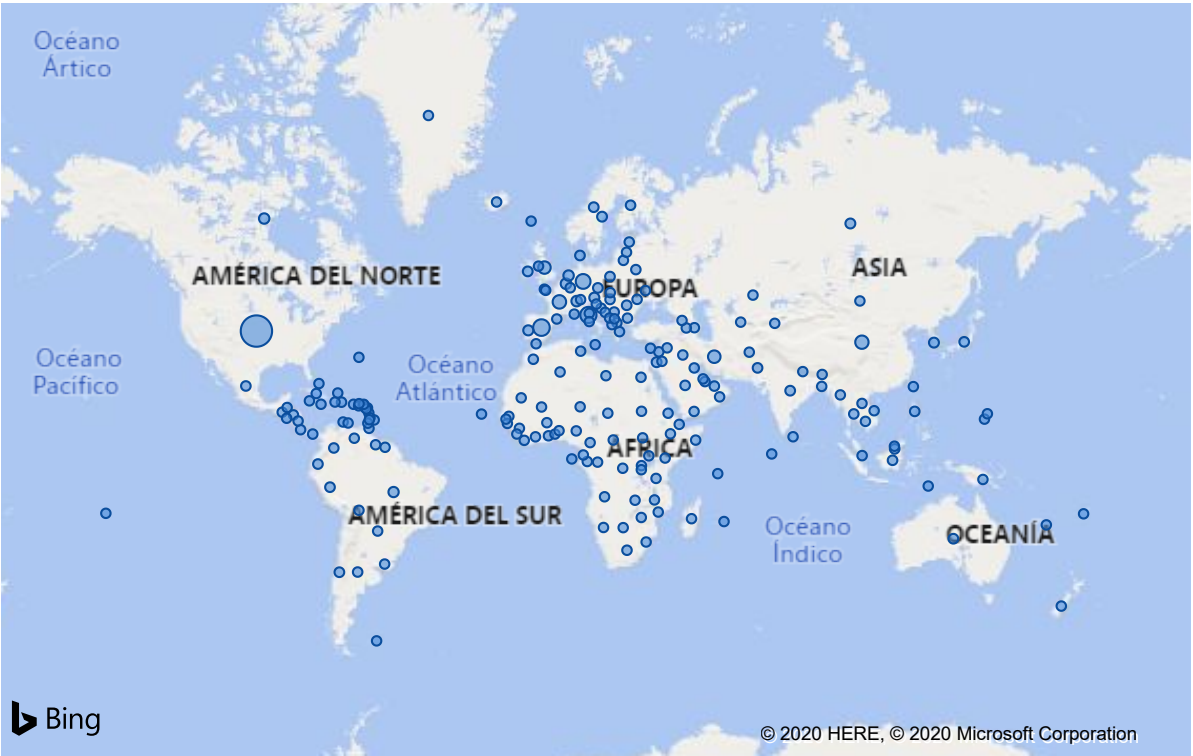 Océano
Ártico
AMÉRICA DEL NORTE
EUROPA
ASIA
Océano
Pacífico
Océano
Atlántico
AFRICA
AMÉRICA DEL SUR
Océano
Índico
OCEANÍA
Bing
© 2020 HERE, © 2020 Microsoft Corporation